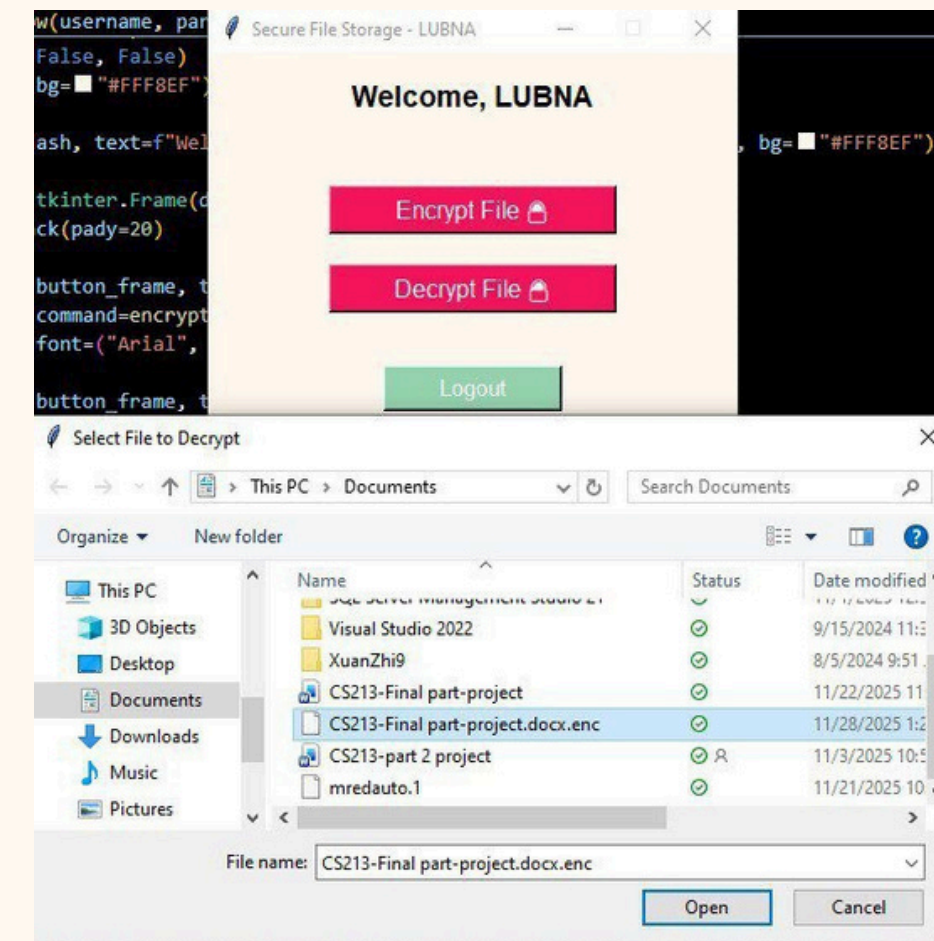 w(username, par
Secure File Storage - LUBNA
False, False)
bg= "#FFF8EF")
Welcome, LUBNA
ash, text=f"Wel
, bg= "#FFF8EF")
tkinter.Frame(d
ck(pady=20)
Encrypt File
button_frame, t
Decrypt File
command=encrypt
font=("Arial",
Logout
button_frame, t
Select File to Decrypt
This PC > Documents
Search Documents
Organize
New folder
Name Status Date modified
This PC
SQL Server Management Studio 21
3D Objects
Visual Studio 2022 9/15/2024 11:3
Desktop
XuanZhi9 8/5/2024 9:51
Documents
CS213-Final part-project 11/22/2025 11
CS213-Final part-project.docx.enc 11/28/2025 1:2
Downloads
CS213-part 2 project 11/3/2025 10:5
Music
mredauto.1 11/21/2025 10
Pictures
File name: CS213-Final part-project.docx.enc
Open Cancel